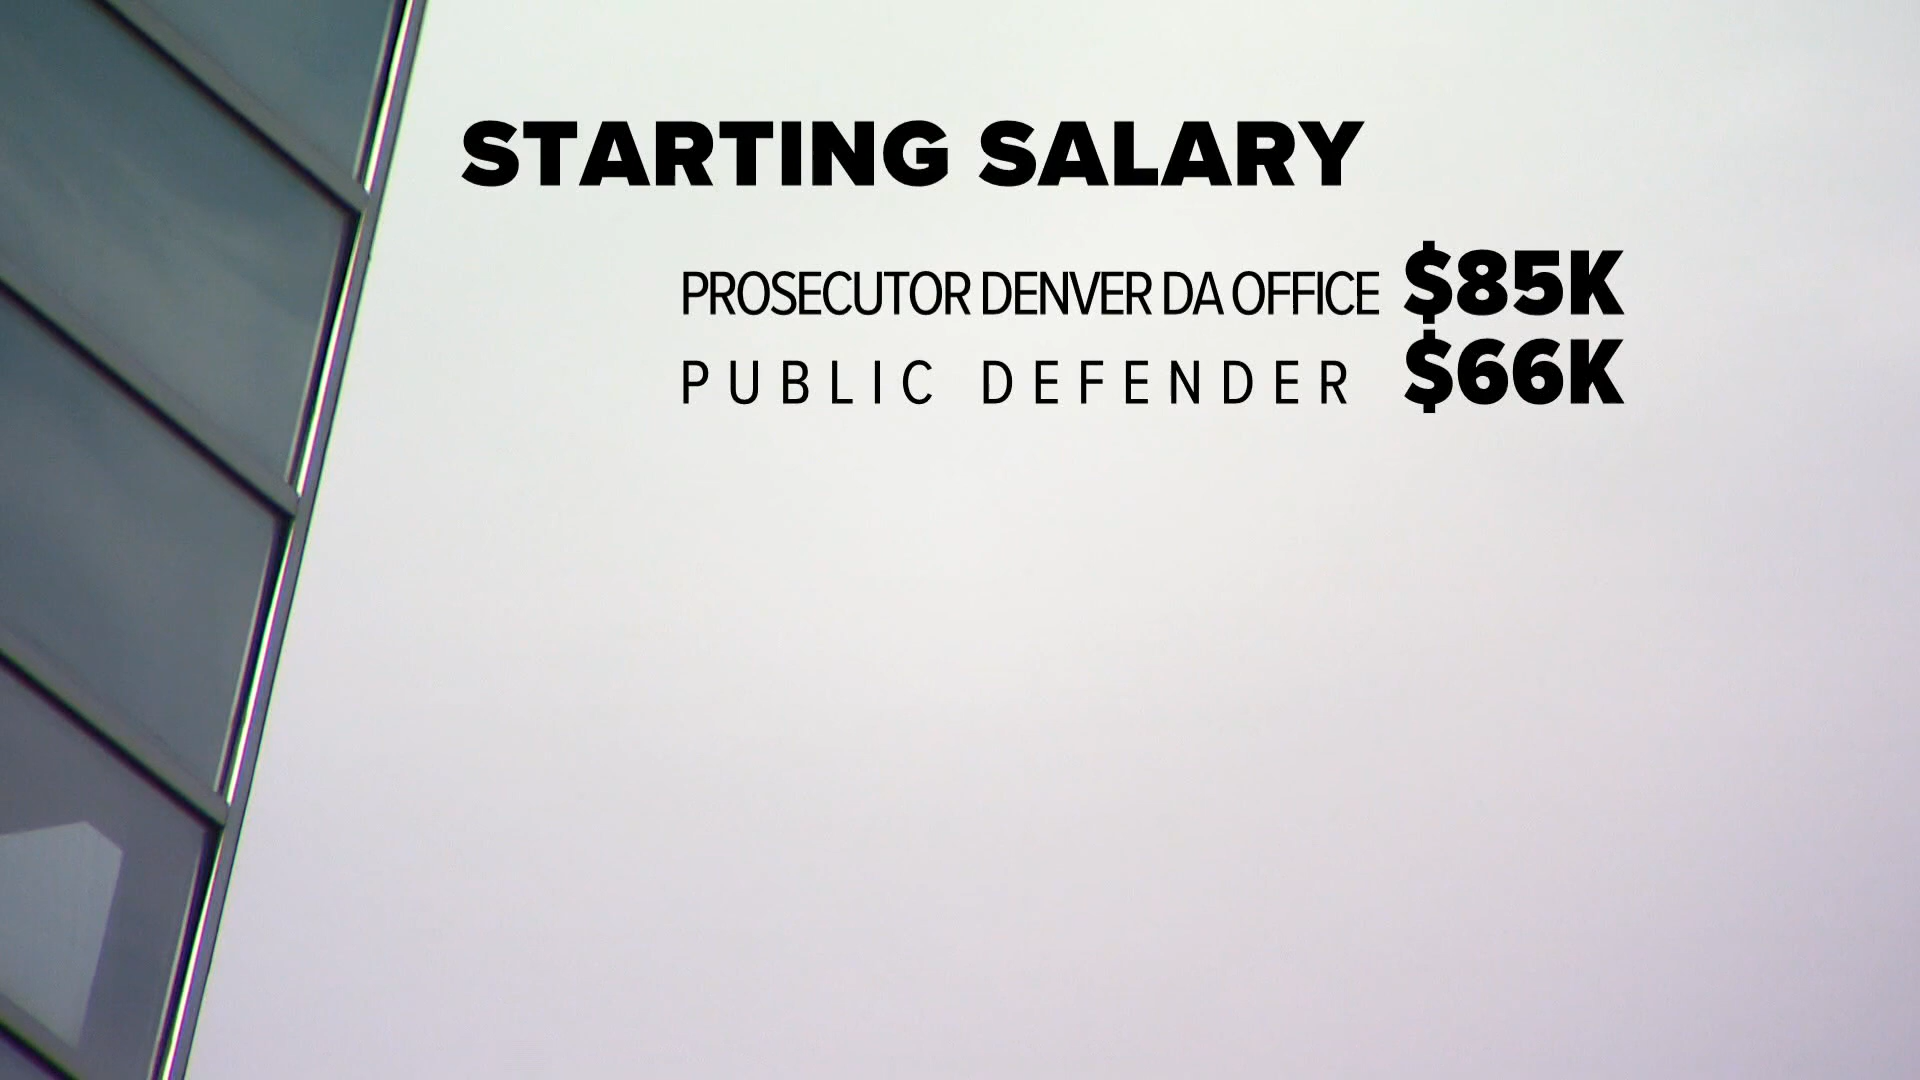 STARTING SALARY
PROSECUTOR DENVER DA OFFICE $85K
PUBLIC DEFENDER $66K